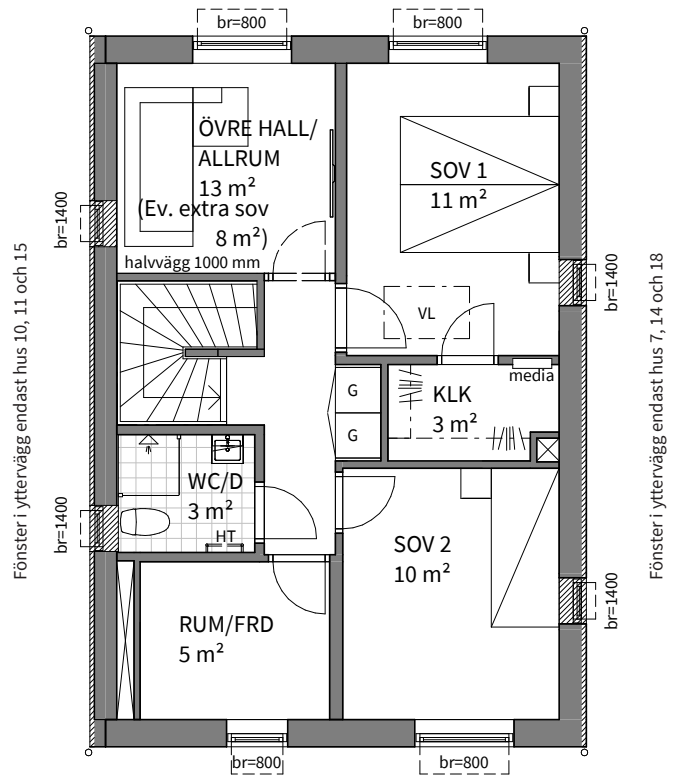 br=800
br=800
ÖVRE HALL/
ALLRUM
13 m²
(Ev. extra sov
8 m²)
halvvägg 1000 mm
SOV 1
11 m²
br=1400
br=1400
Fönster i yttervägg endast hus 10, 11 och 15
Fönster i yttervägg endast hus 7, 14 och 18
VL
media
G
G
KLK
3 m²
WC/D
3 m²
HT
br=1400
br=1400
SOV 2
10 m²
RUM/FRD
5 m²
br=800
br=800